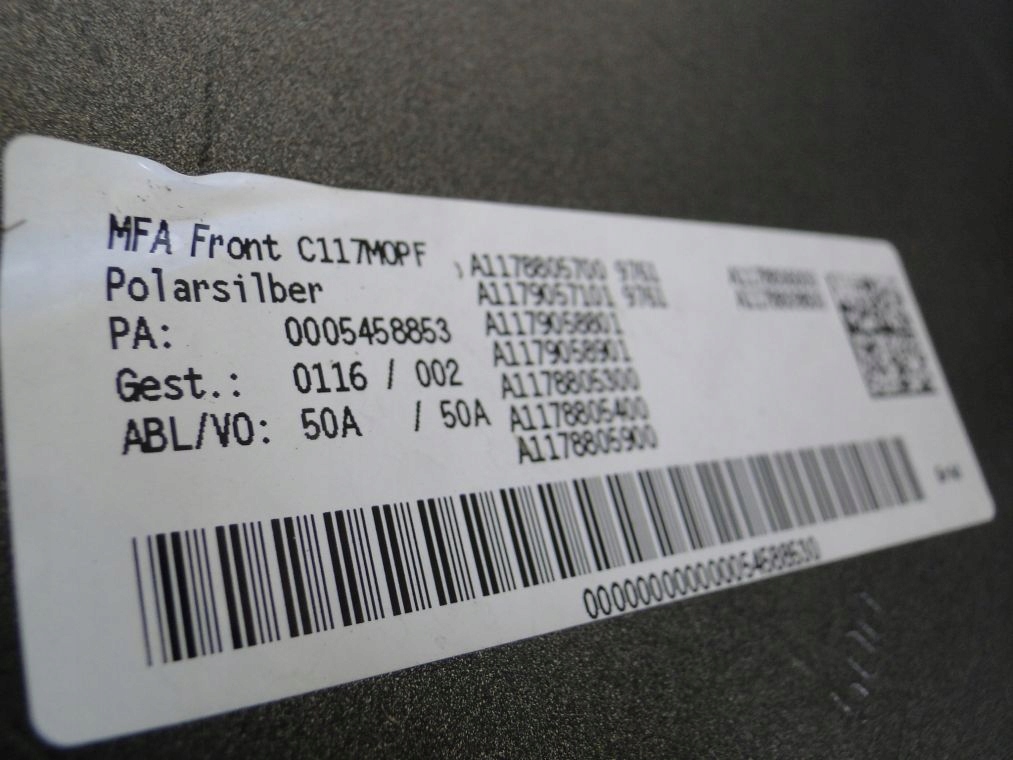 MFA Front C117MOPF
Polarsilber
PA: 0005458853
Gest.: 0116 / 002
ABL/VO: 50A / 50A
A1178805700 9761
A1179057101 9761
A1179058801
A1179058901
A1178805300
A1178805400
A1178805900